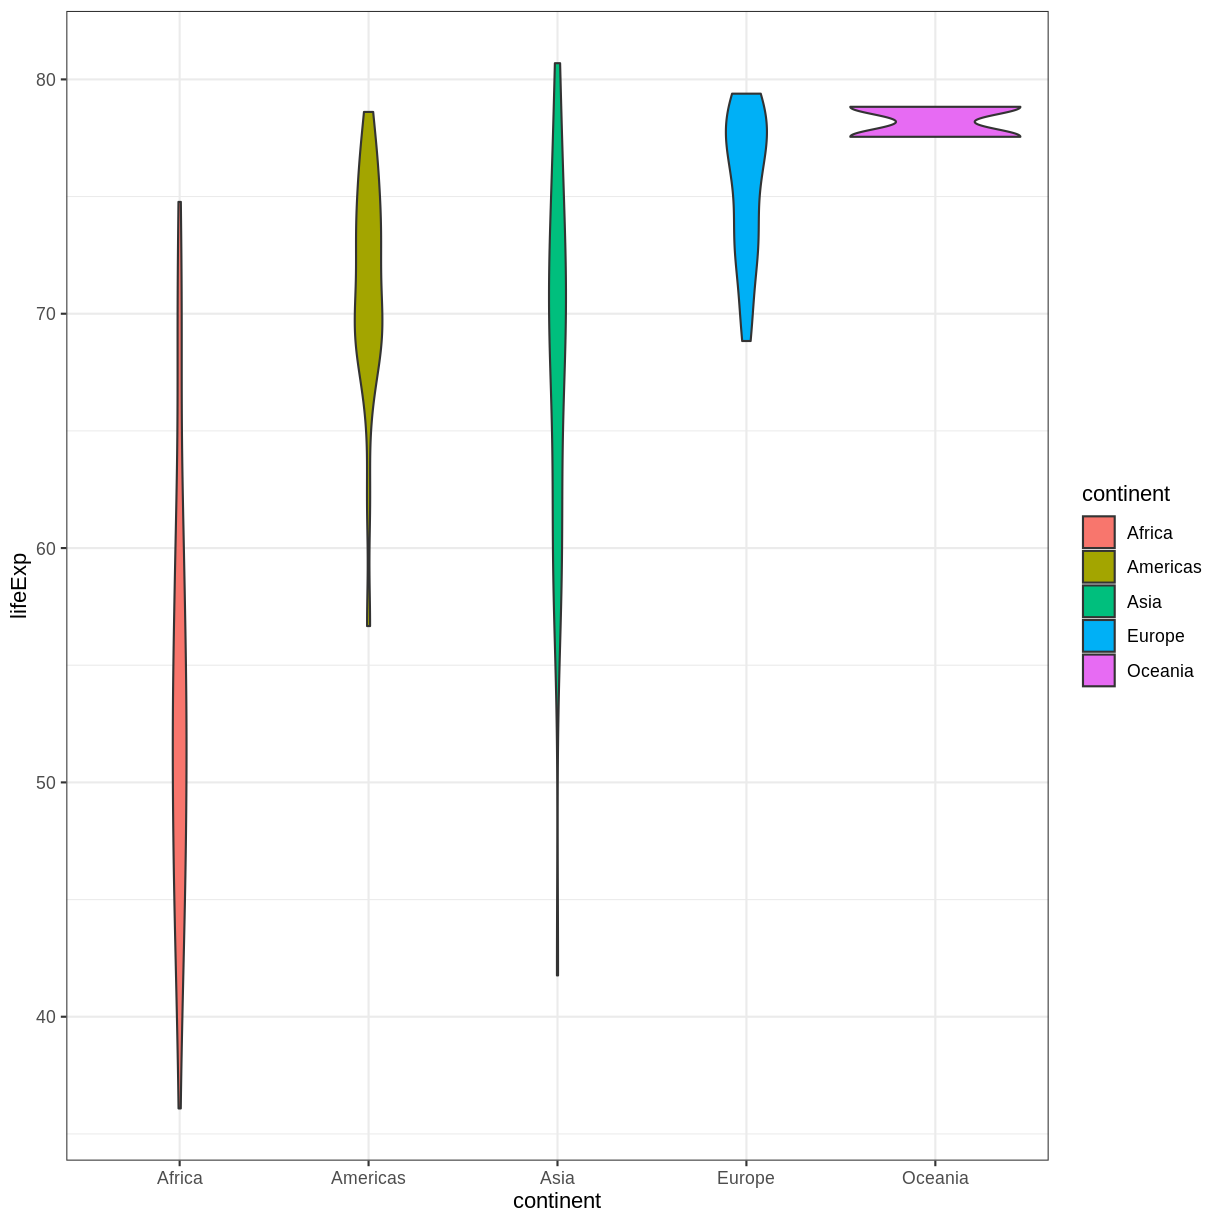 80
70
60
50
40
lifeExp
Africa
Americas
Asia
Europe
Oceania
continent
continent
Africa
Americas
Asia
Europe
Oceania